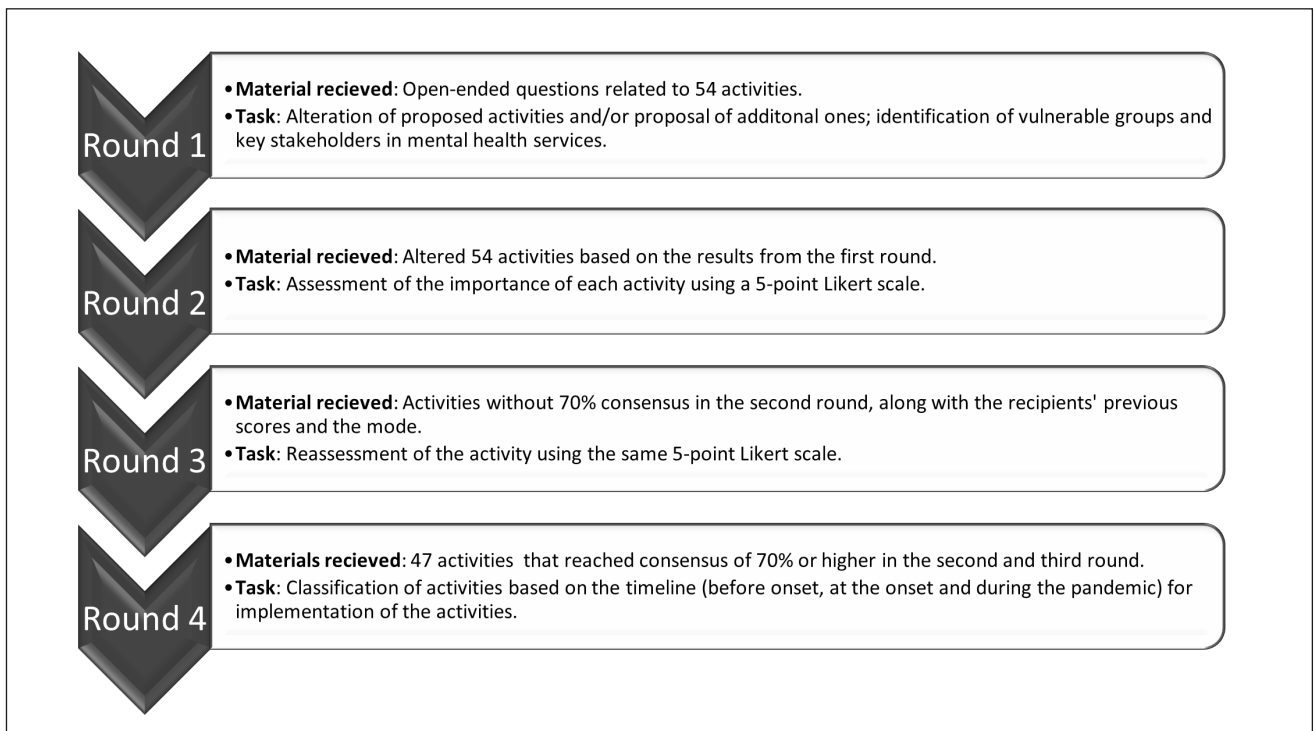 Round 1
• Material recieved: Open-ended questions related to 54 activities.
• Task: Alteration of proposed activities and/or proposal of additonal ones; identification of vulnerable groups and
key stakeholders in mental health services.
Round 2
• Material recieved: Altered 54 activities based on the results from the first round.
• Task: Assessment of the importance of each activity using a 5-point Likert scale.
Round 3
• Material recieved: Activities without 70% consensus in the second round, along with the recipients' previous
scores and the mode.
• Task: Reassessment of the activity using the same 5-point Likert scale.
Round 4
• Materials recieved: 47 activities that reached consensus of 70% or higher in the second and third round.
• Task: Classification of activities based on the timeline (before onset, at the onset and during the pandemic) for
implementation of the activities.